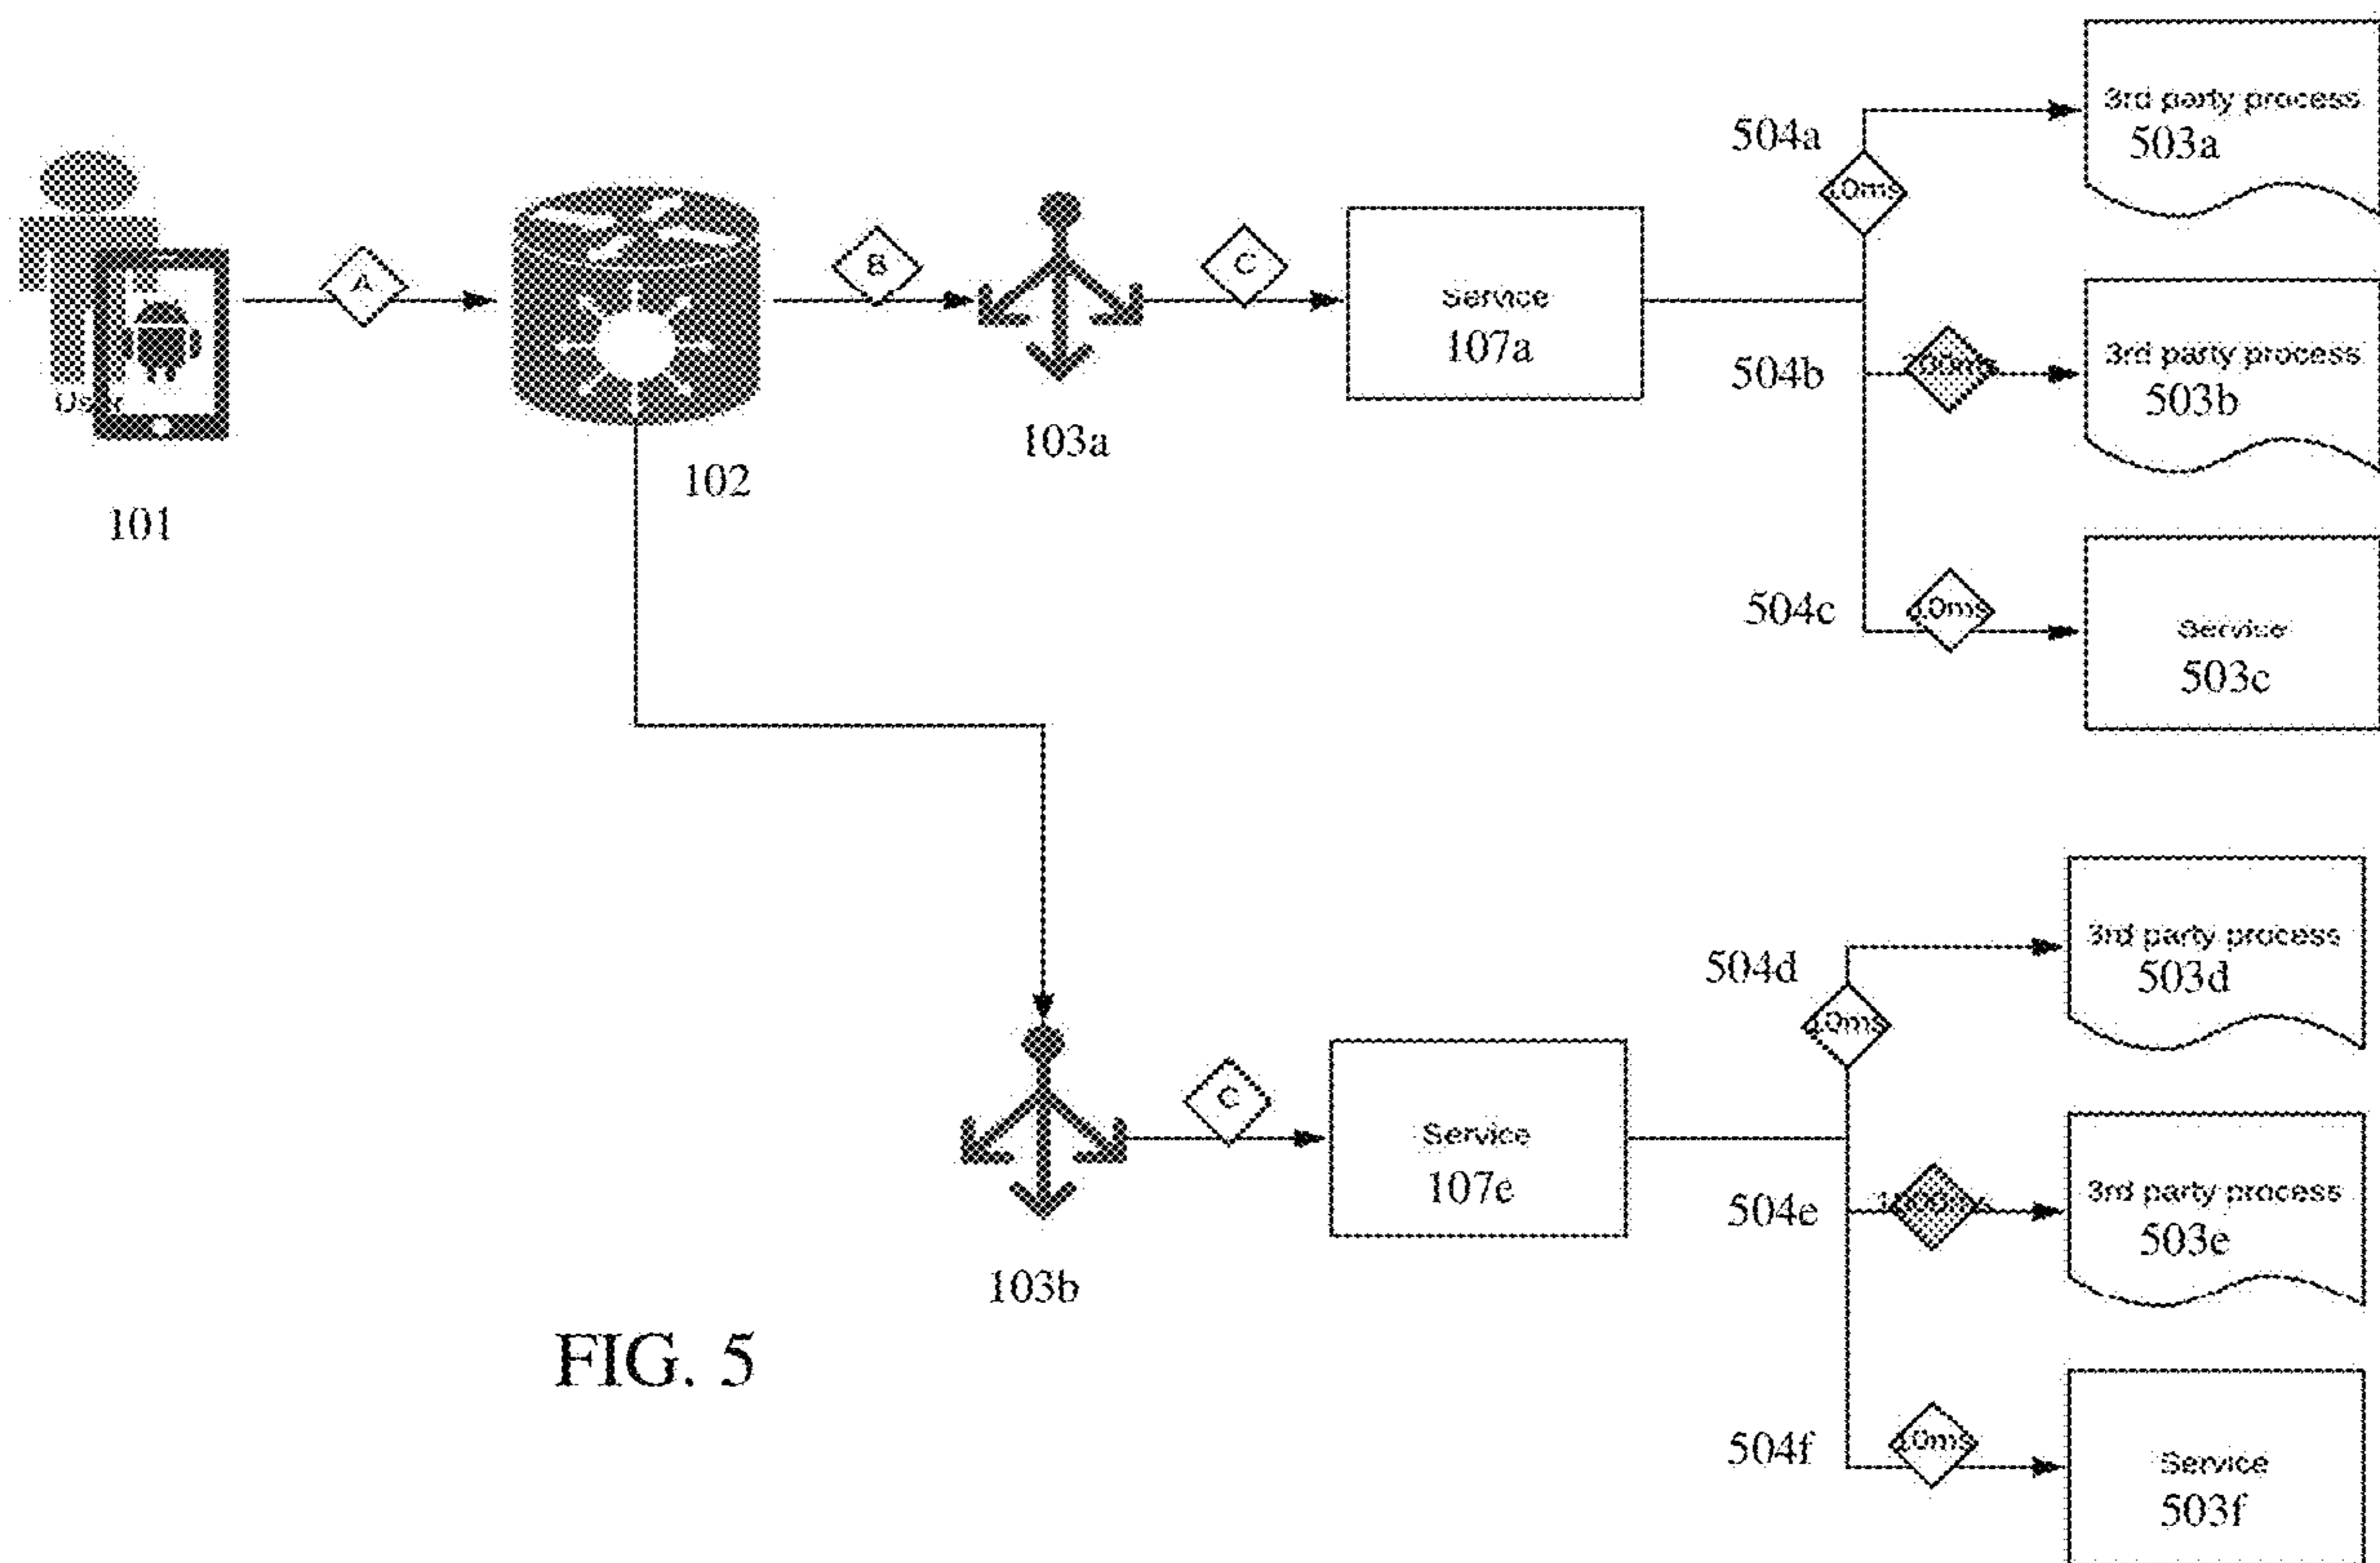 3rd party process
503a
504a
A
B
C
Service
107a
504b
3rd party process
503b
User
103a
102
101
504c
Service
503c
3rd party process
503d
504d
C
Service
107e
504e
3rd party process
503e
103b
FIG. 5
504f
Service
503f